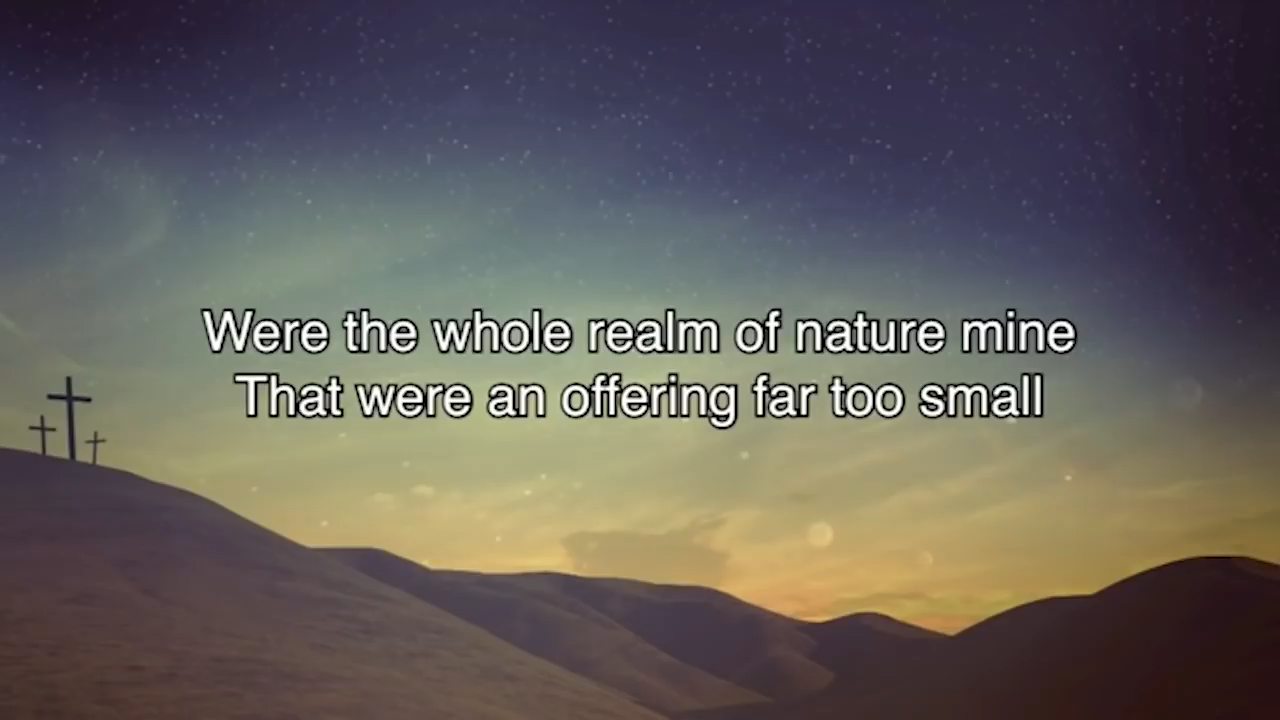 Were the whole realm of nature mine
That were an offering far too small